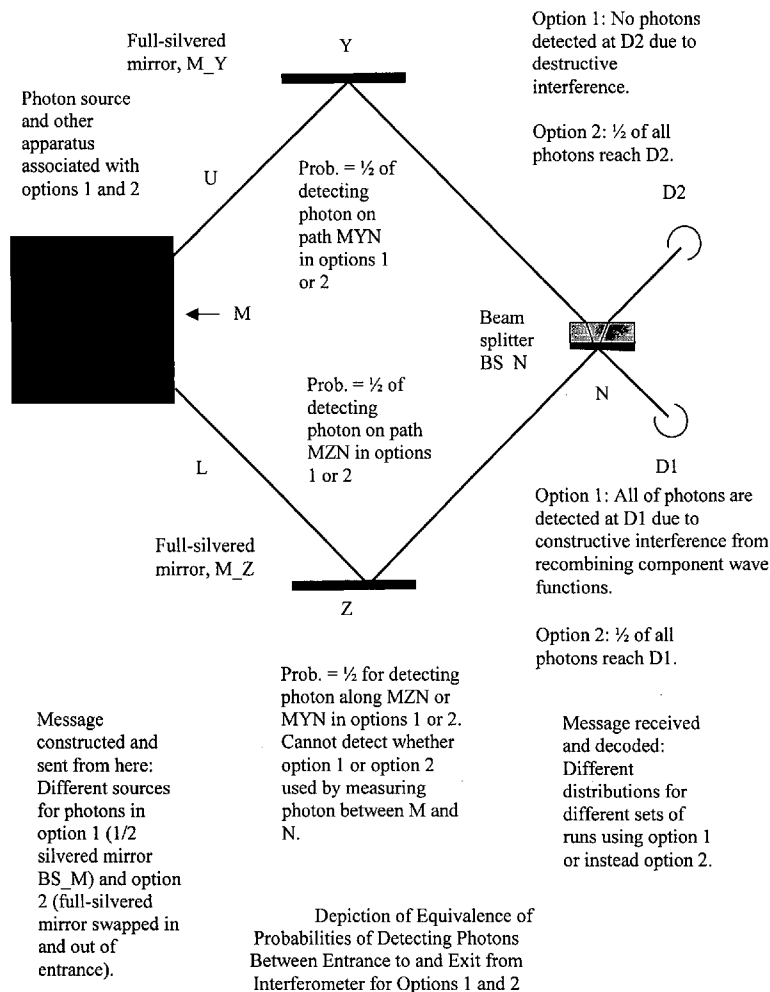 Full-silvered
mirror, M_Y
Y
Option 1: No photons
detected at D2 due to
destructive
interference.
Option 2: ½ of all
photons reach D2.
Photon source
and other
apparatus
associated with
options 1 and 2
U
Prob. = ½ of
detecting
photon on
path MYN
in options 1
or 2
D2
M
Beam
splitter
BS N
N
Prob. = ½ of
detecting
photon on path
MZN in options
1 or 2
L
D1
Option 1: All of photons are
detected at D1 due to
constructive interference from
recombining component wave
functions.
Option 2: ½ of all
photons reach D1.
Full-silvered
mirror, M_Z
Z
Prob. = ½ for detecting
photon along MZN or
MYN in options 1 or 2.
Cannot detect whether
option 1 or option 2
used by measuring
photon between M and
N.
Message
constructed and
sent from here:
Different sources
for photons in
option 1 (1/2
silvered mirror
BS_M) and option
2 (full-silvered
mirror swapped in
and out of
entrance).
Message received
and decoded:
Different
distributions for
different sets of
runs using option 1
or instead option 2.
Depiction of Equivalence of
Probabilities of Detecting Photons
Between Entrance to and Exit from
Interferometer for Options 1 and 2